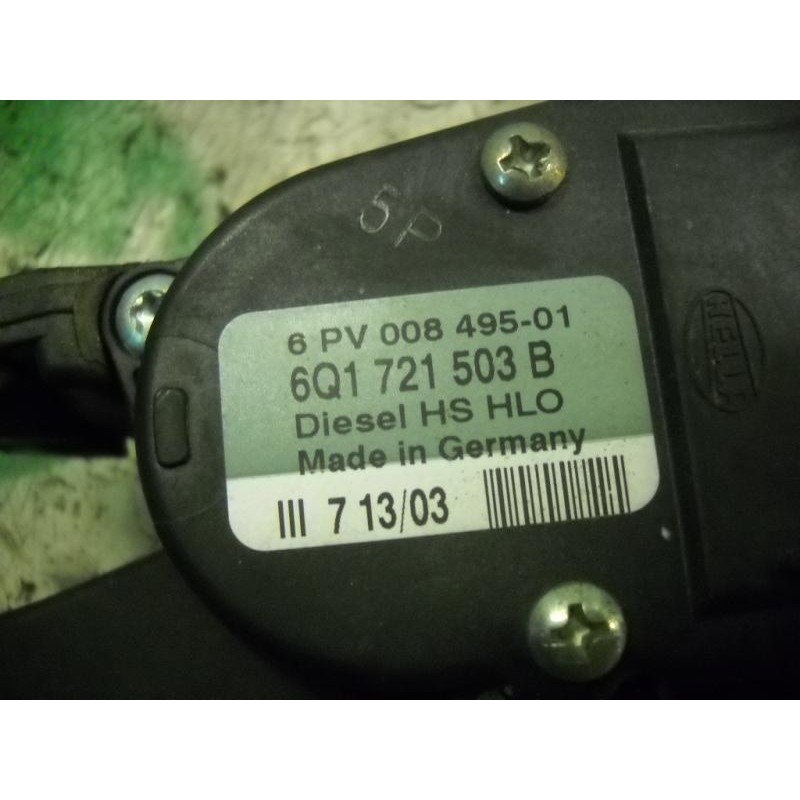 5P
6 PV 008 495-01
6Q1 721 503 B
Diesel HS HLO
Made in Germany
III 7 13/03
HELLA